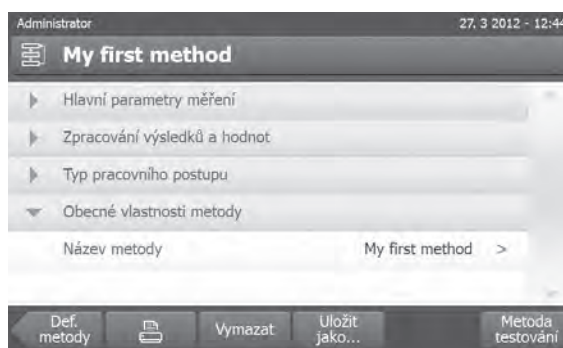 Administrator 27. 3 2012 - 12:44
My first method
Hlavní parametry měření
Zpracování výsledků a hodnot
Typ pracovního postupu
Obecné vlastnosti metody
Název metody My first method >
Def. metody
Vymazat
Uložit jako...
Metoda testování